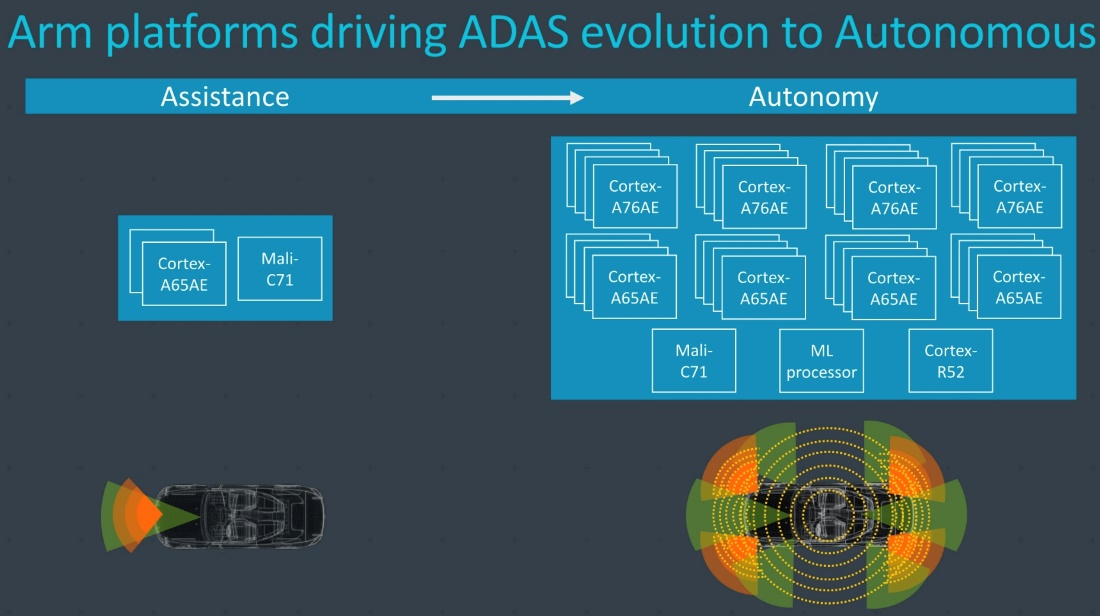 Arm platforms driving ADAS evolution to Autonomous
Assistance
Autonomy
Cortex-
A76AE
Cortex-
A76AE
Cortex-
A76AE
Cortex-
A76AE
Cortex-
A65AE
Mali-
C71
Cortex-
A65AE
Cortex-
A65AE
Cortex-
A65AE
Cortex-
A65AE
Mali-
C71
ML
processor
Cortex-
R52